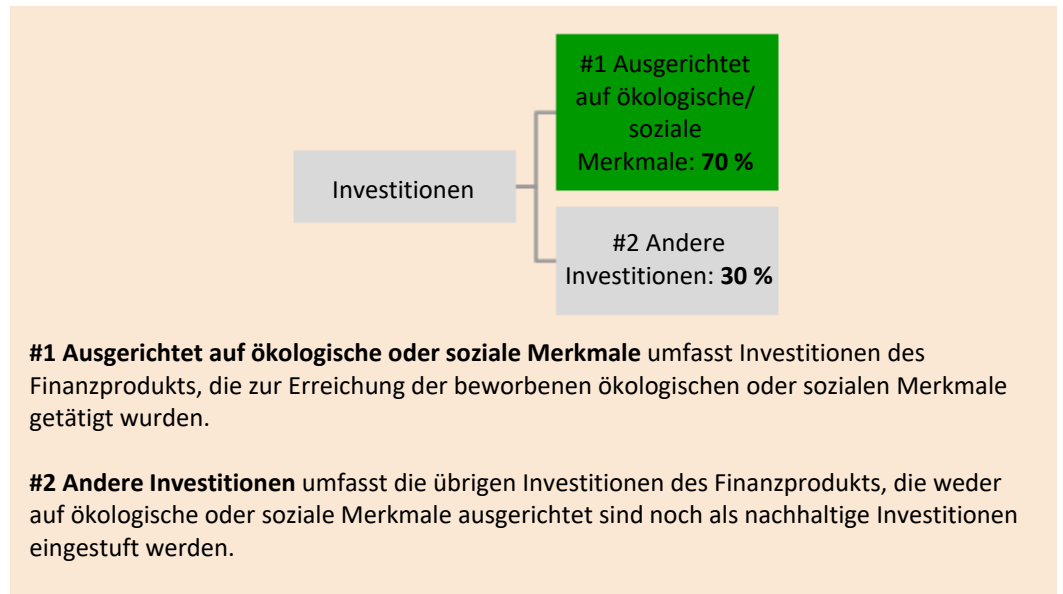 #1 Ausgerichtet
auf ökologische/
soziale
Merkmale: 70 %
Investitionen
#2 Andere
Investitionen: 30 %
#1 Ausgerichtet auf ökologische oder soziale Merkmale umfasst Investitionen des
Finanzprodukts, die zur Erreichung der beworbenen ökologischen oder sozialen Merkmale
getätigt wurden.
#2 Andere Investitionen umfasst die übrigen Investitionen des Finanzprodukts, die weder
auf ökologische oder soziale Merkmale ausgerichtet sind noch als nachhaltige Investitionen
eingestuft werden.